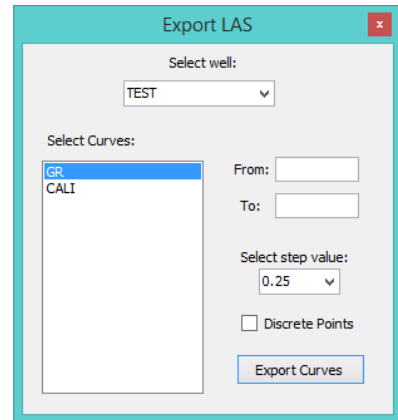 Export LAS
x
Select well:
TEST
Select Curves:
GR
CALI
From:
To:
Select step value:
0.25
Discrete Points
Export Curves